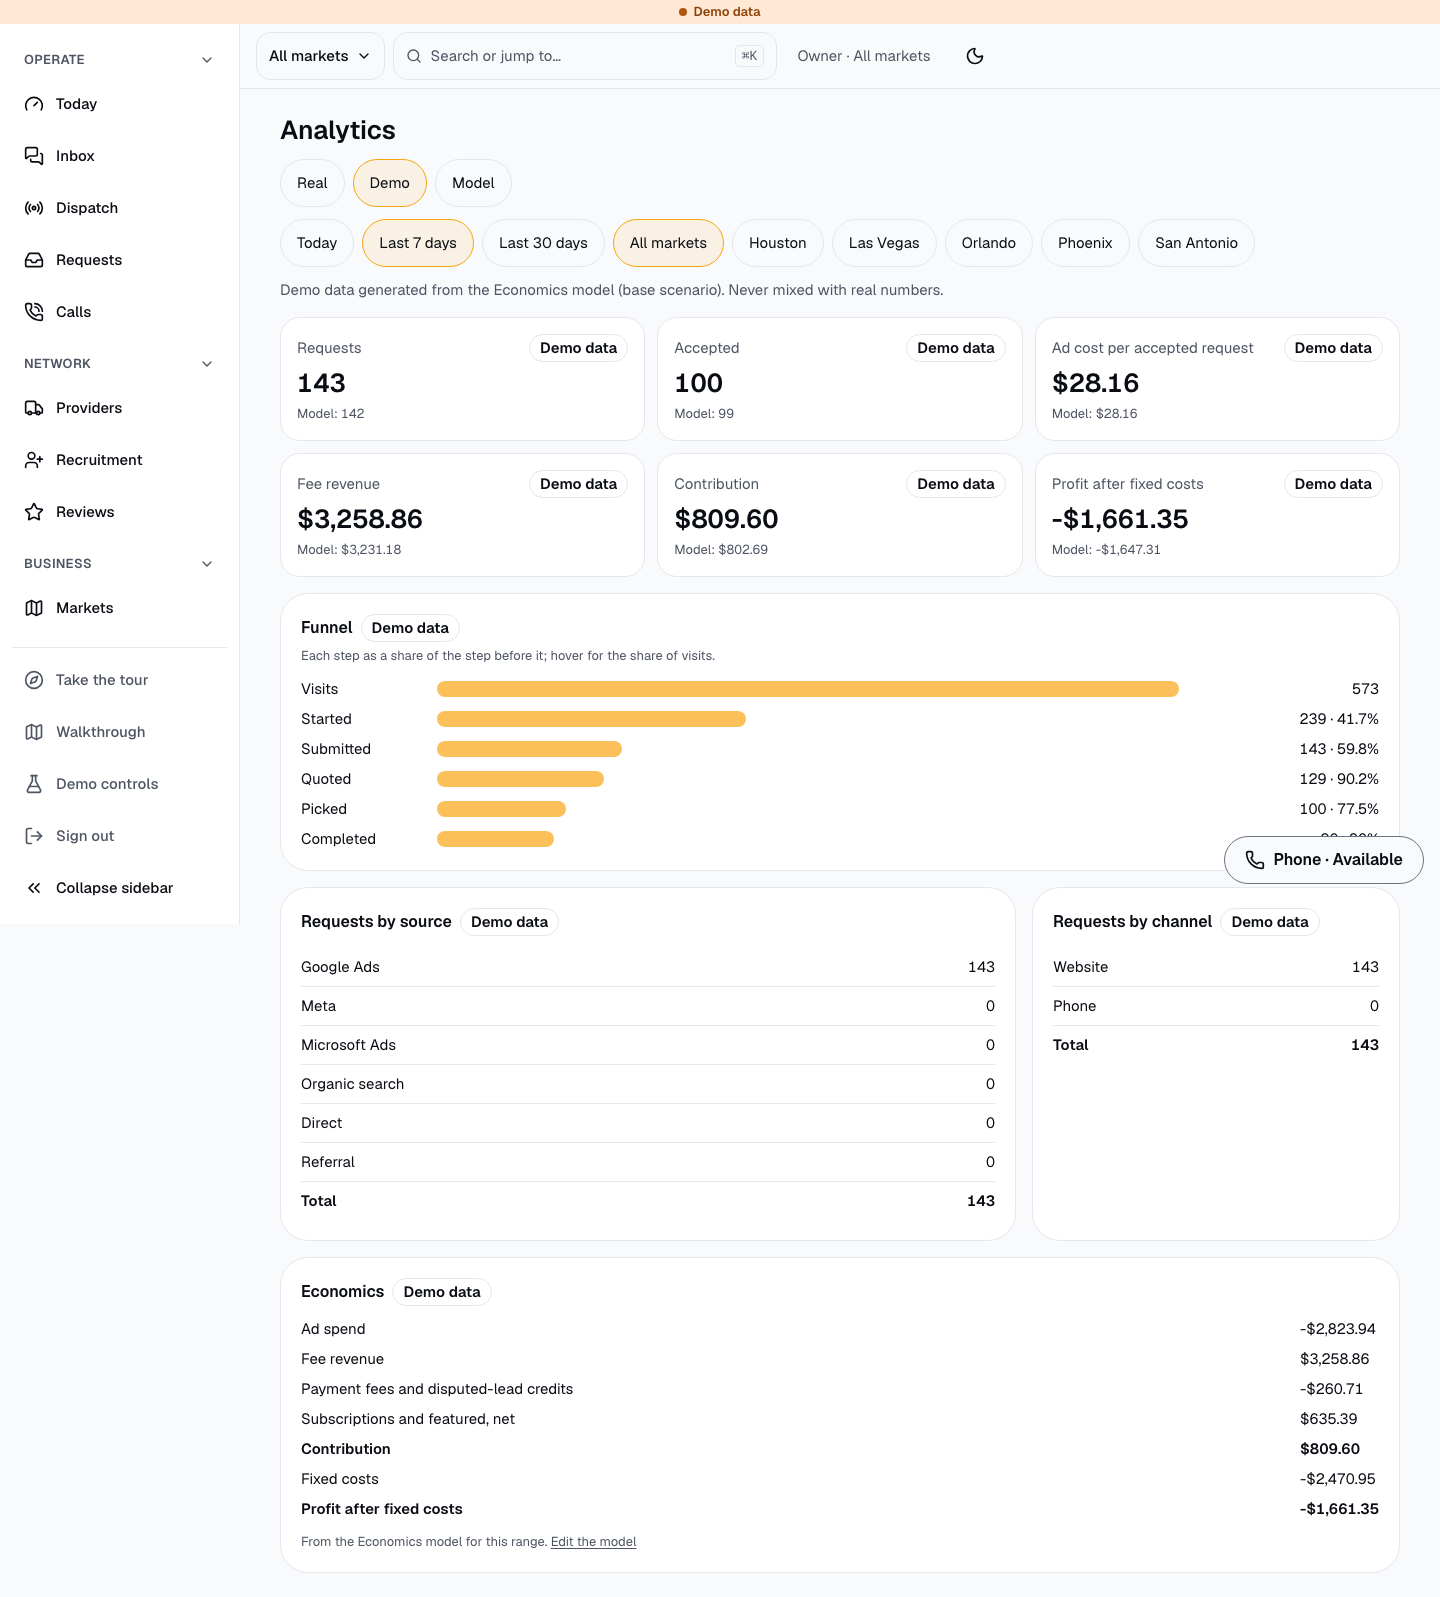 Demo data
All markets
Search or jump to...
⌘K
Owner · All markets
OPERATE
Today
Inbox
Dispatch
Requests
Calls
NETWORK
Providers
Recruitment
Reviews
BUSINESS
Markets
Take the tour
Walkthrough
Demo controls
Sign out
Collapse sidebar
Analytics
Real Demo Model
Today Last 7 days Last 30 days All markets Houston Las Vegas Orlando Phoenix San Antonio
Demo data generated from the Economics model (base scenario). Never mixed with real numbers.
Requests Demo data
143
Model: 142
Accepted Demo data
100
Model: 99
Ad cost per accepted request Demo data
$28.16
Model: $28.16
Fee revenue Demo data
$3,258.86
Model: $3,231.18
Contribution Demo data
$809.60
Model: $802.69
Profit after fixed costs Demo data
-$1,661.35
Model: -$1,647.31
Funnel Demo data
Each step as a share of the step before it; hover for the share of visits.
Visits 573
Started 239 · 41.7%
Submitted 143 · 59.8%
Quoted 129 · 90.2%
Picked 100 · 77.5%
Completed
Phone · Available
Requests by source Demo data
Google Ads 143
Meta 0
Microsoft Ads 0
Organic search 0
Direct 0
Referral 0
Total 143
Requests by channel Demo data
Website 143
Phone 0
Total 143
Economics Demo data
Ad spend -$2,823.94
Fee revenue $3,258.86
Payment fees and disputed-lead credits -$260.71
Subscriptions and featured, net $635.39
Contribution $809.60
Fixed costs -$2,470.95
Profit after fixed costs -$1,661.35
From the Economics model for this range. Edit the model